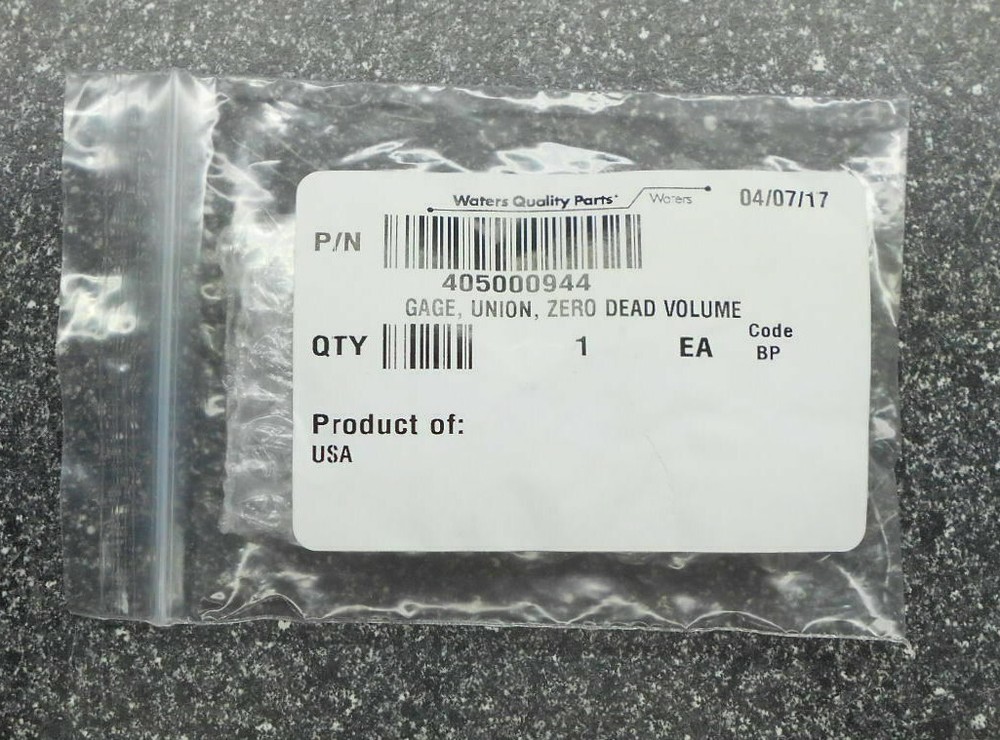 Waters Quality Parts® Waters 04/07/17
P/N
405000944
GAGE, UNION, ZERO DEAD VOLUME
QTY 1 EA Code
BP
Product of:
USA